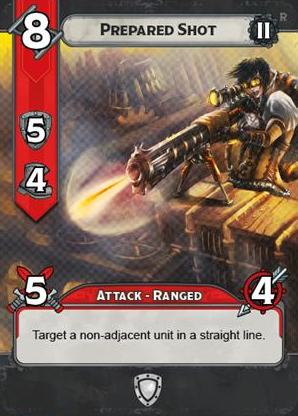 8
PREPARED SHOT
II
R
5
4
5
ATTACK - RANGED
4
Target a non-adjacent unit in a straight line.